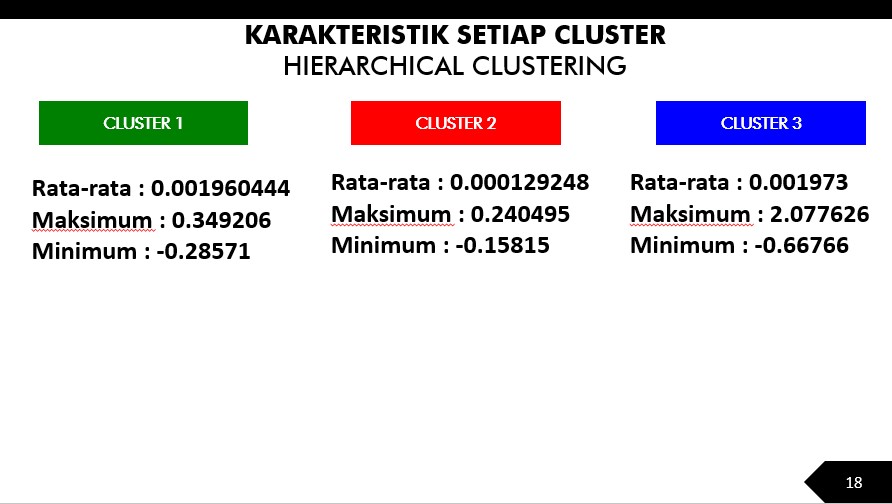 KARAKTERISTIK SETIAP CLUSTER
HIERARCHICAL CLUSTERING
CLUSTER 1
Rata-rata : 0.001960444
Maksimum : 0.349206
Minimum : -0.28571
CLUSTER 2
Rata-rata : 0.000129248
Maksimum : 0.240495
Minimum : -0.15815
CLUSTER 3
Rata-rata : 0.001973
Maksimum : 2.077626
Minimum : -0.66766
18